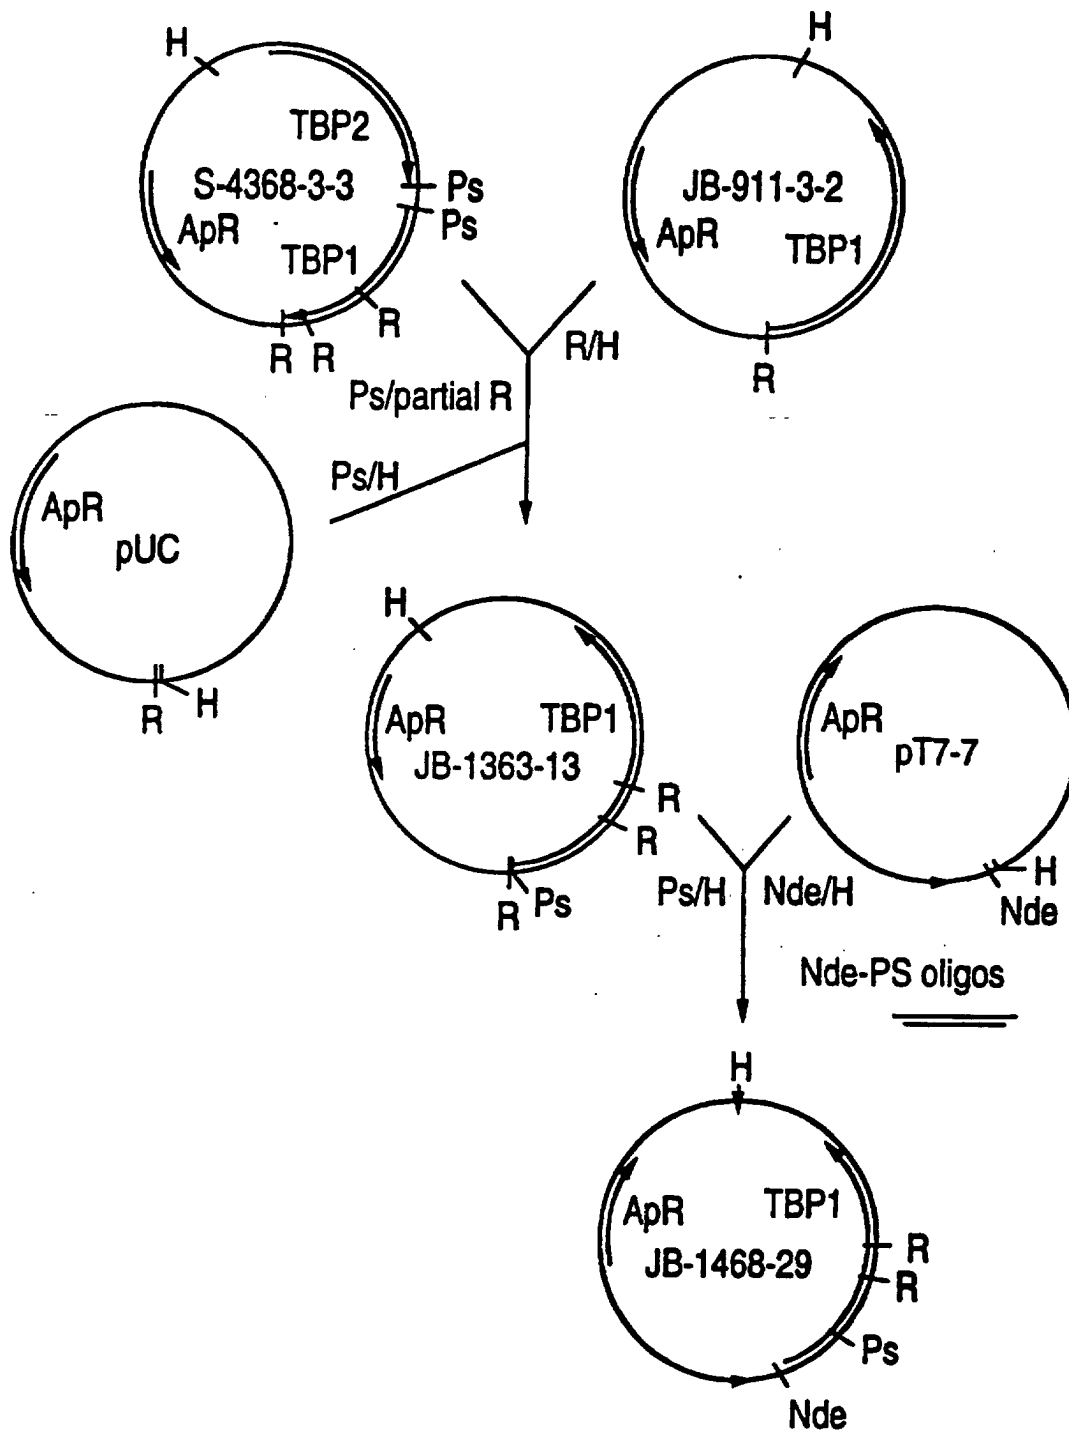 H
TBP2
S-4368-3-3
Ps
Ps
ApR
TBP1
R
R
R
H
JB-911-3-2
ApR
TBP1
R
R/H
Ps/partial R
Ps/H
ApR
pUC
R
H
H
ApR
TBP1
JB-1363-13
R
R
Ps
R
ApR
pT7-7
H
Nde
Ps/H
Nde/H
Nde-PS oligos
H
ApR
TBP1
JB-1468-29
R
R
Ps
Nde